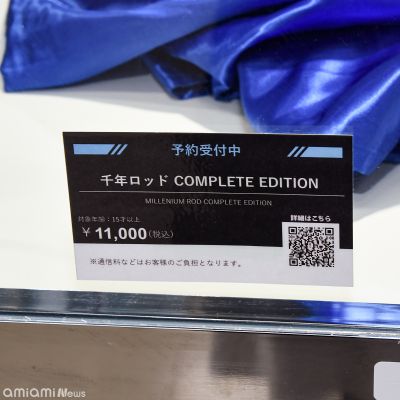 予約受付中
千年ロッド COMPLETE EDITION
MILLENIUM ROD COMPLETE EDITION
対象年齢：15才以上
詳細はこちら
￥11,000(税込)
※通信料などはお客様のご負担となります。
amiami News